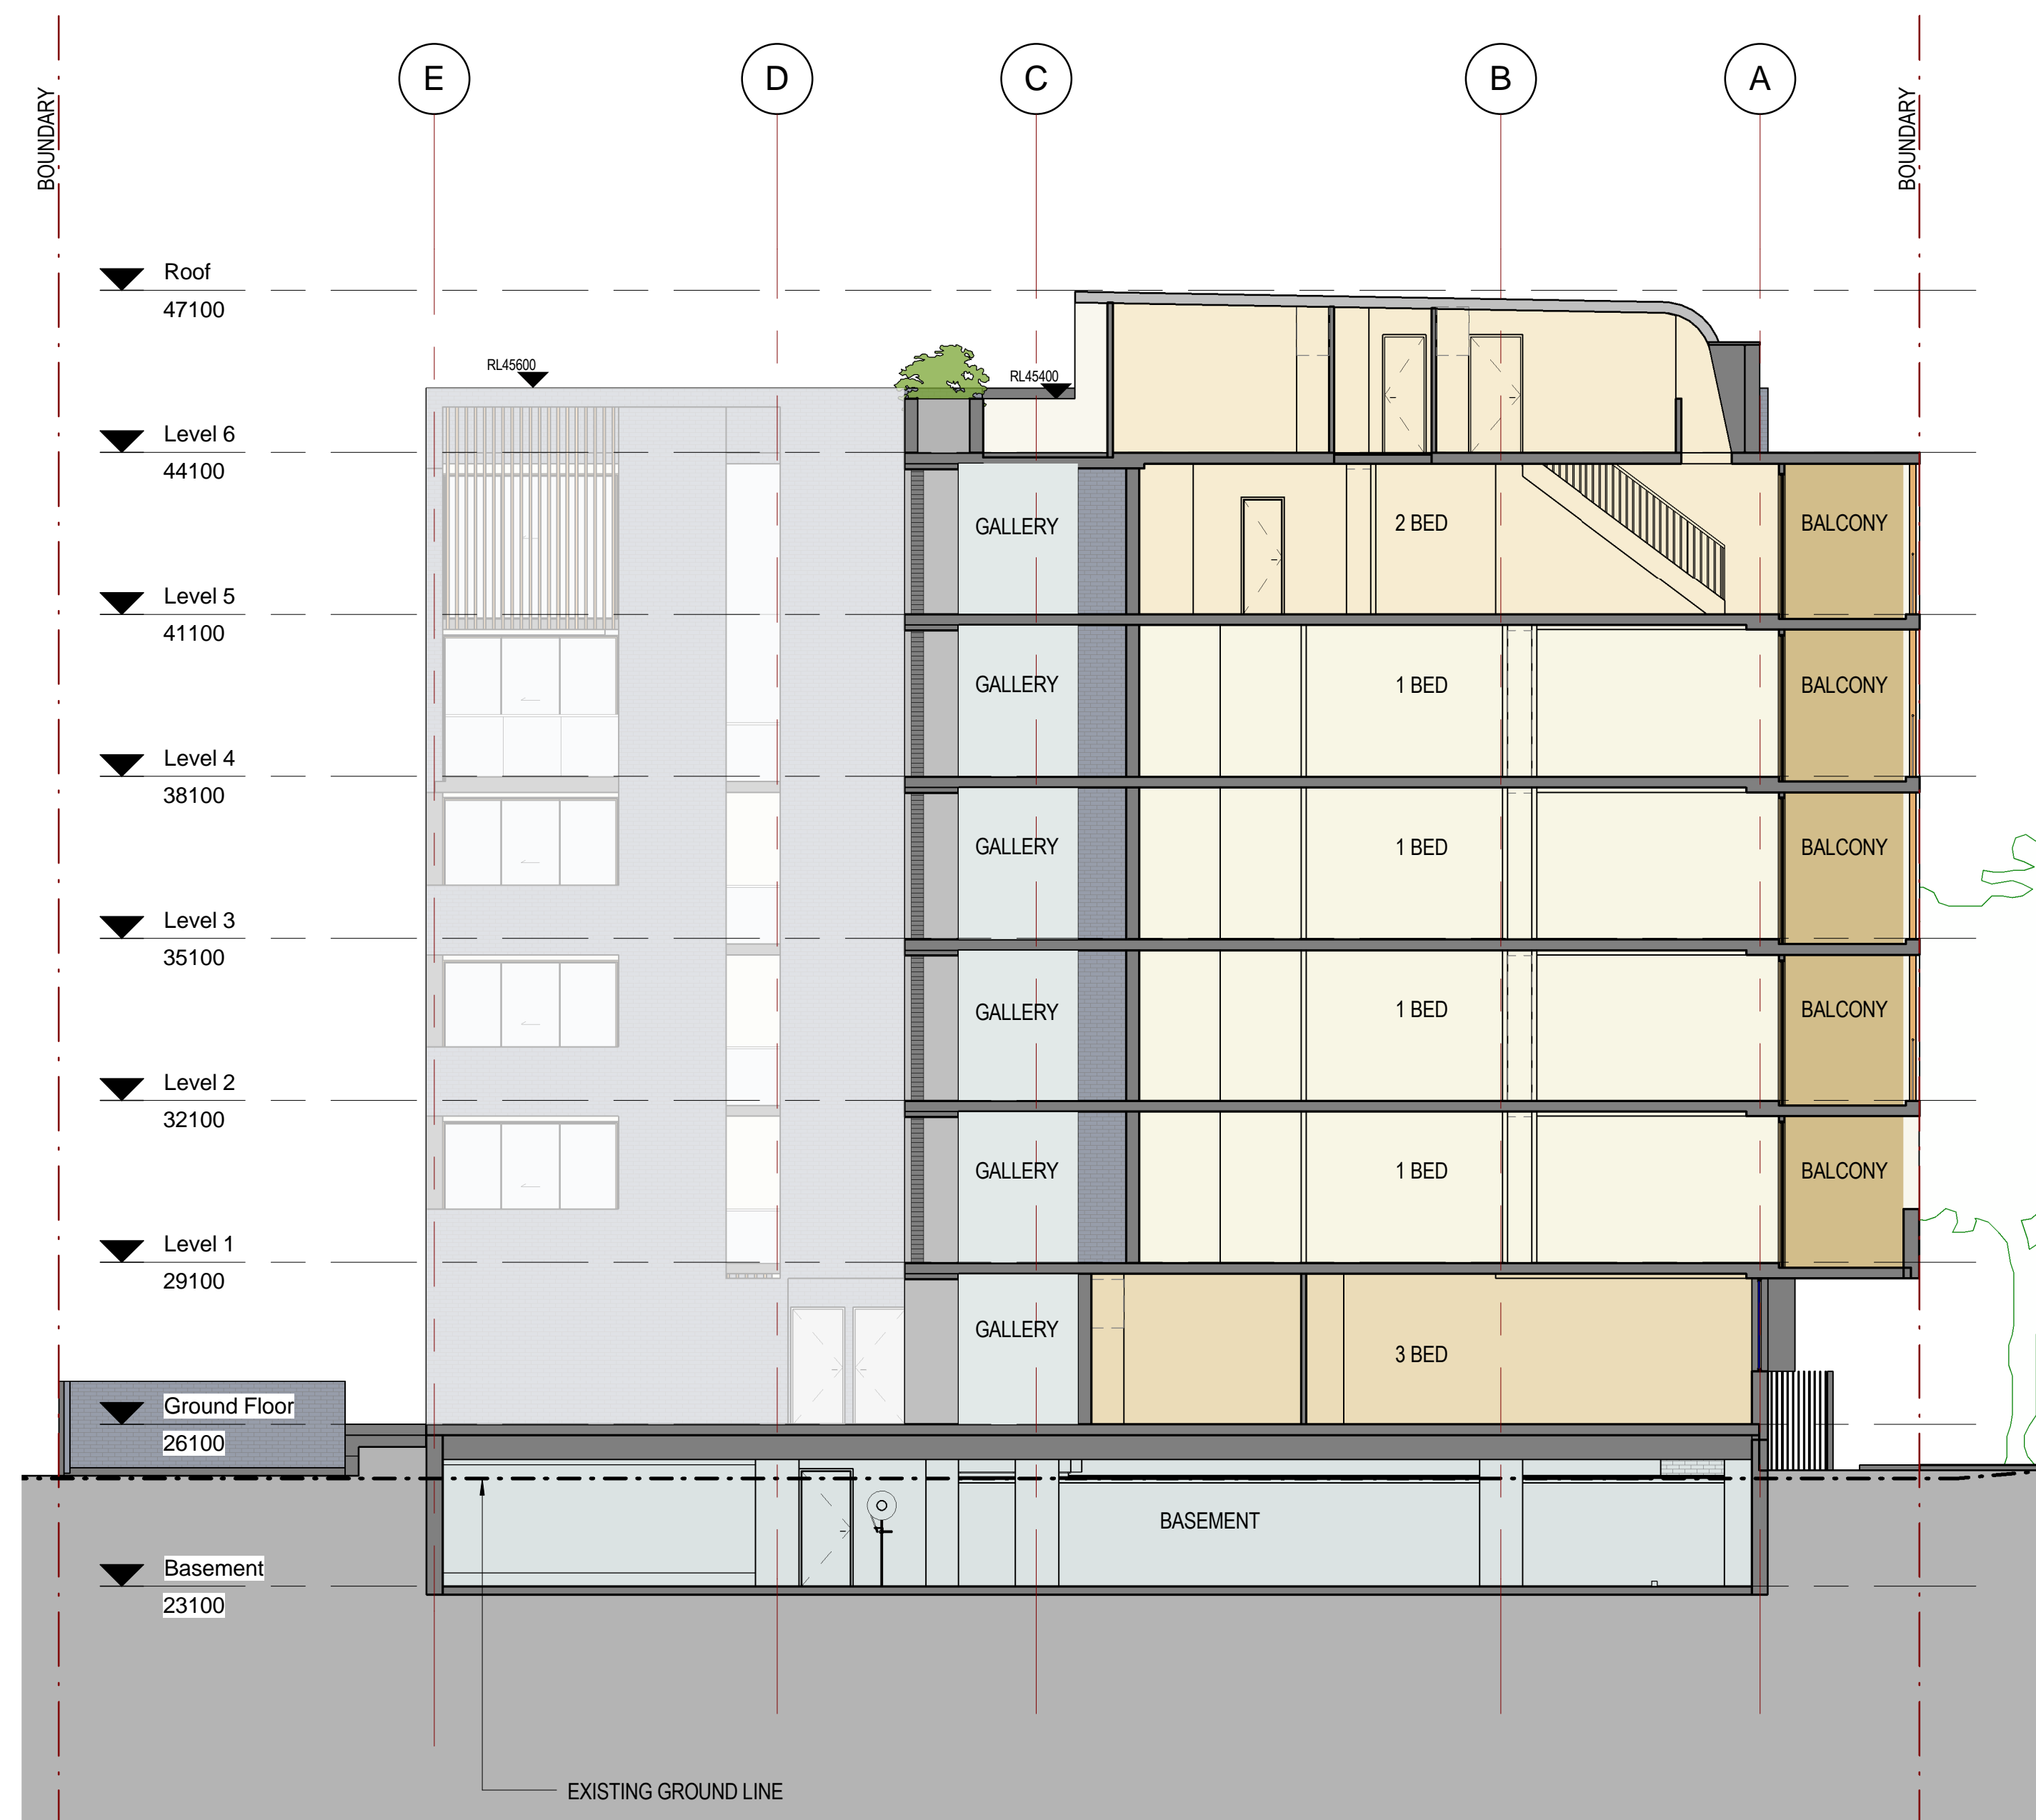 E
D
C
B
A
BOUNDARY
BOUNDARY
Roof
47100
RL45600
RL45400
Level 6
44100
GALLERY
2 BED
BALCONY
Level 5
41100
GALLERY
1 BED
BALCONY
Level 4
38100
GALLERY
1 BED
BALCONY
Level 3
35100
GALLERY
1 BED
BALCONY
Level 2
32100
GALLERY
1 BED
BALCONY
Level 1
29100
GALLERY
3 BED
Ground Floor
26100
BASEMENT
Basement
23100
EXISTING GROUND LINE